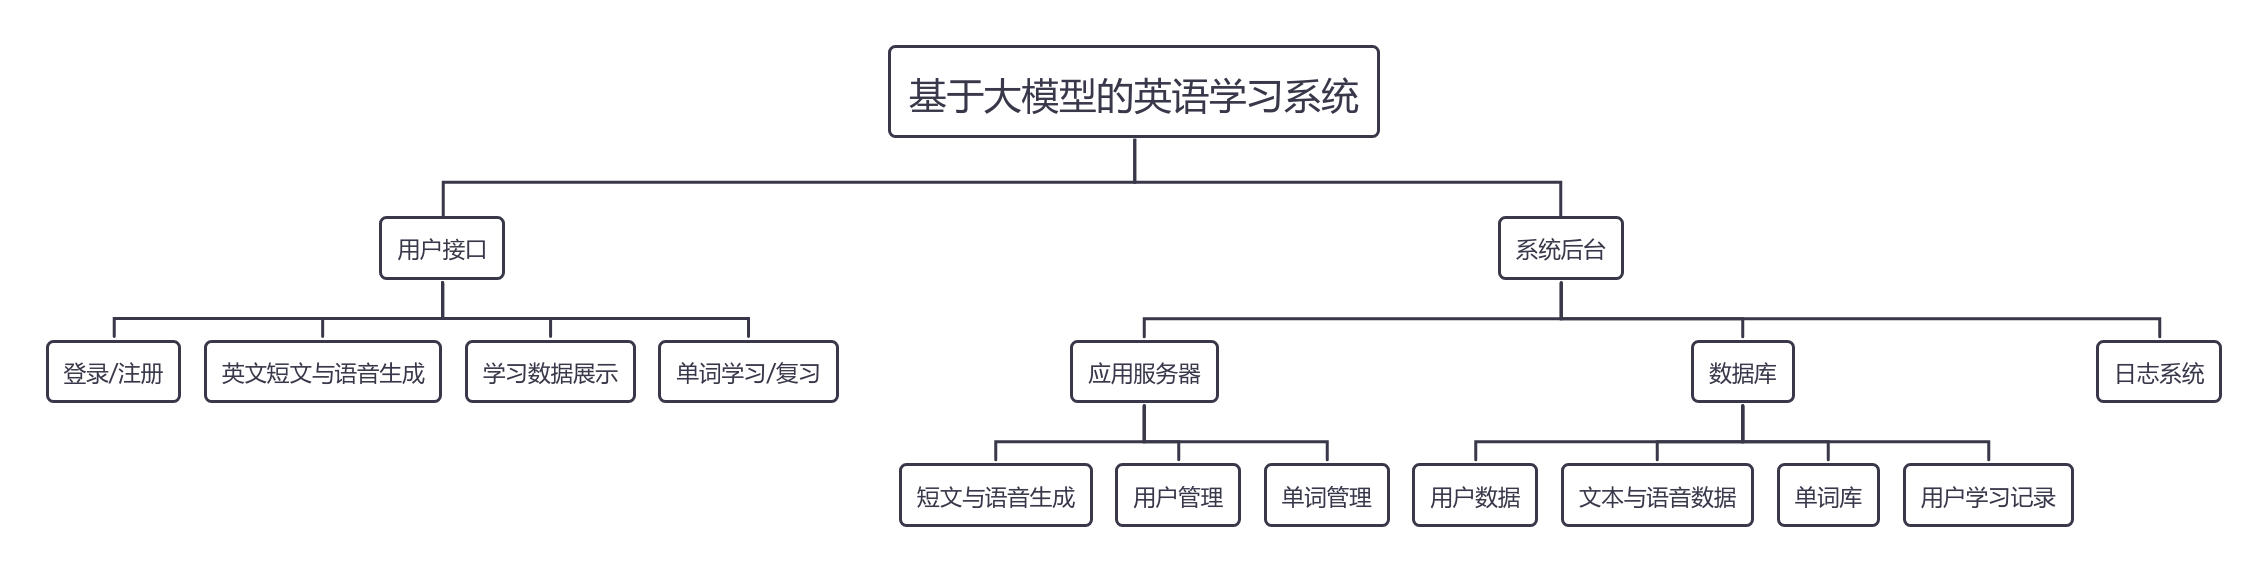 基于大模型的英语学习系统
用户接口
系统后台
登录/注册
英文短文与语音生成
学习数据展示
单词学习/复习
应用服务器
数据库
日志系统
短文与语音生成
用户管理
单词管理
用户数据
文本与语音数据
单词库
用户学习记录